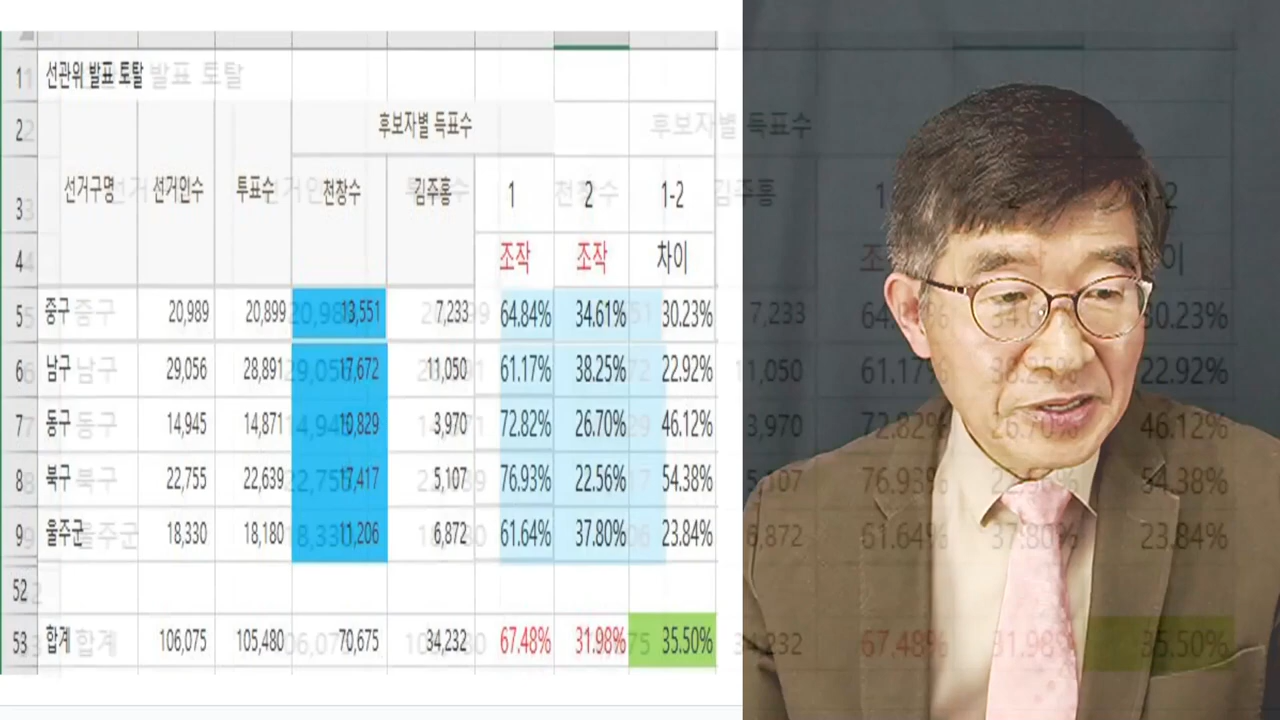 선관위 발표 토탈
후보자별 득표수
선거구명 선거인수 투표수 천창수 김주홍 1 2 1-2
조작 조작 차이
5 중구 20,989 20,899 13,551 7,233 64.84% 34.61% 30.23%
6 남구 29,056 28,891 17,672 11,050 61.17% 38.25% 22.92%
7 동구 14,945 14,871 10,829 3,970 72.82% 26.70% 46.12%
8 북구 22,755 22,639 17,417 5,107 76.93% 22.56% 54.38%
9 울주군 18,330 18,180 11,206 6,872 61.64% 37.80% 23.84%
52
53 합계 106,075 105,480 70,675 34,232 67.48% 31.98% 35.50%